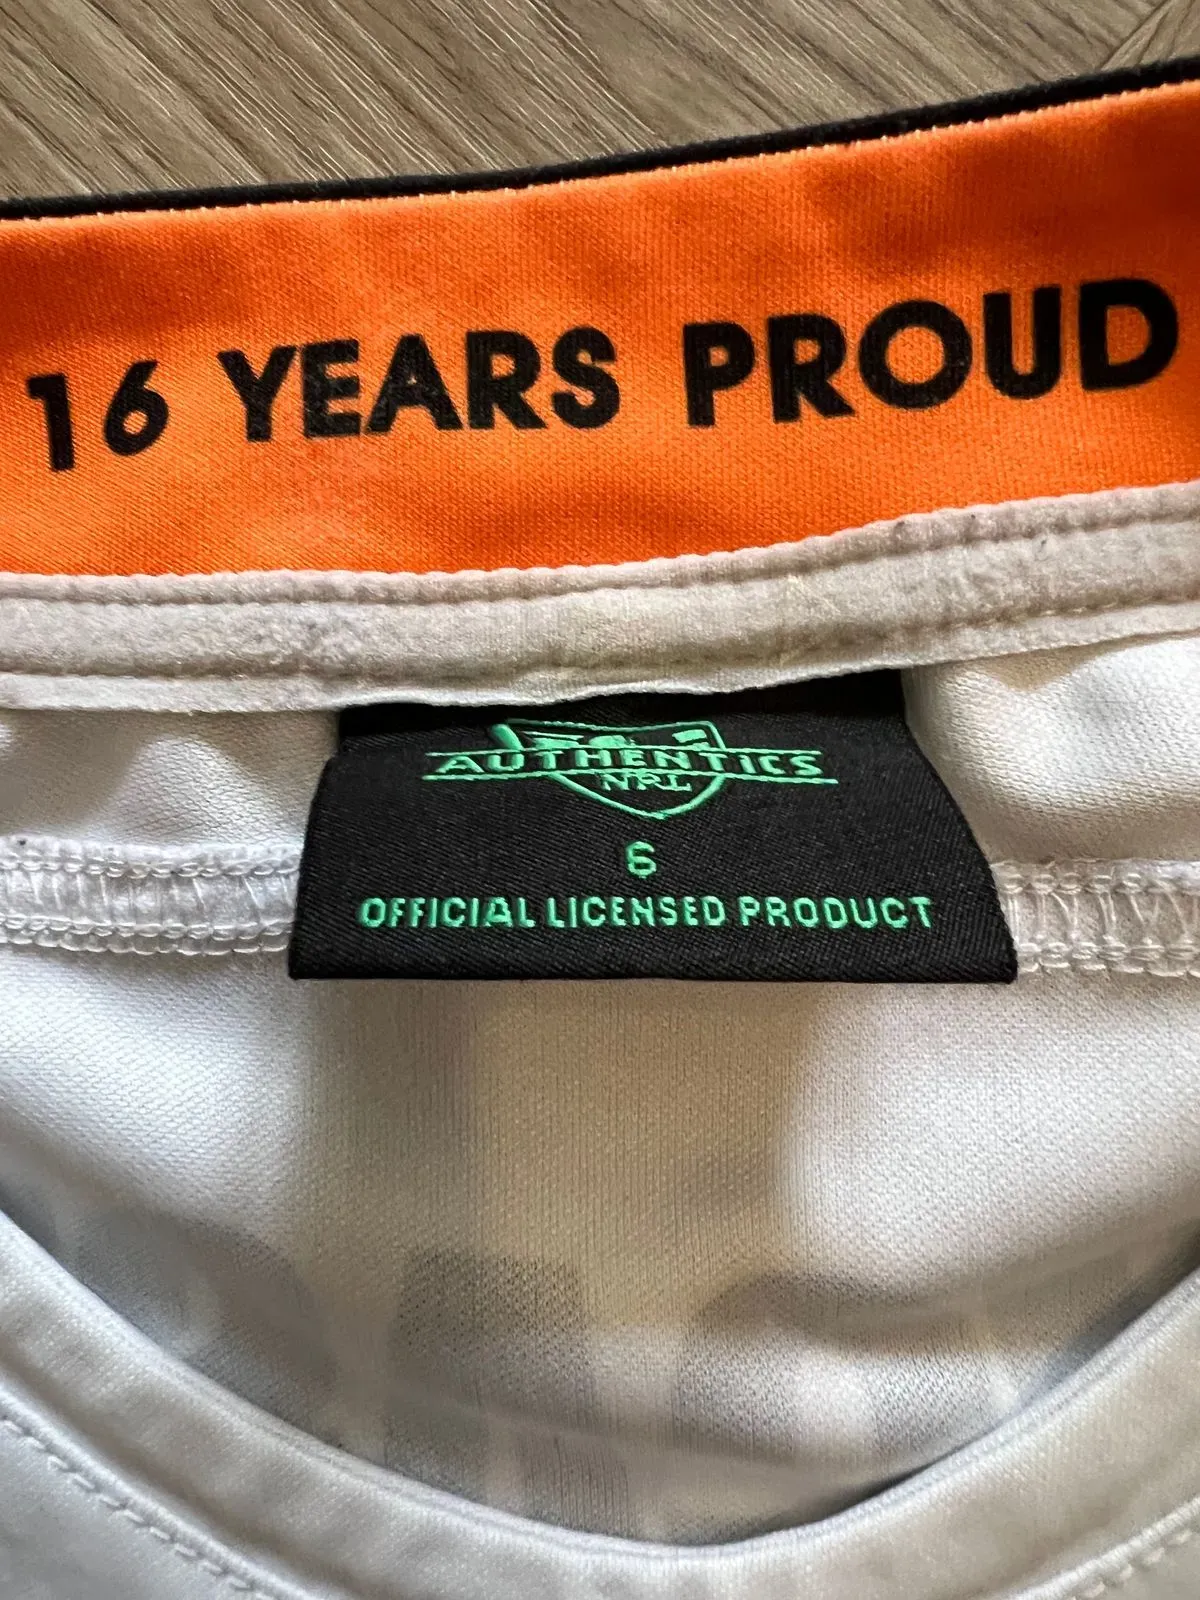 16 YEARS PROUD
AUTHENTICS
NRL
6
OFFICIAL LICENSED PRODUCT